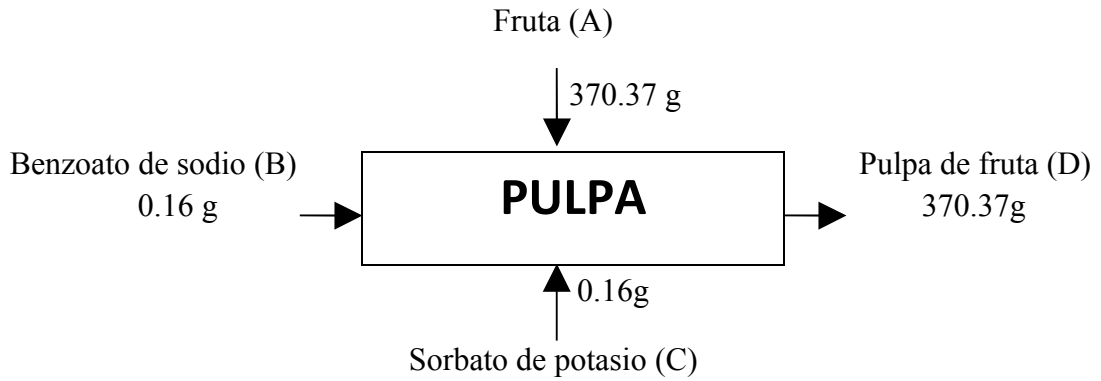 Fruta (A)
370.37 g
Benzoato de sodio (B)
0.16 g
PULPA
Pulpa de fruta (D)
370.37g
0.16g
Sorbato de potasio (C)